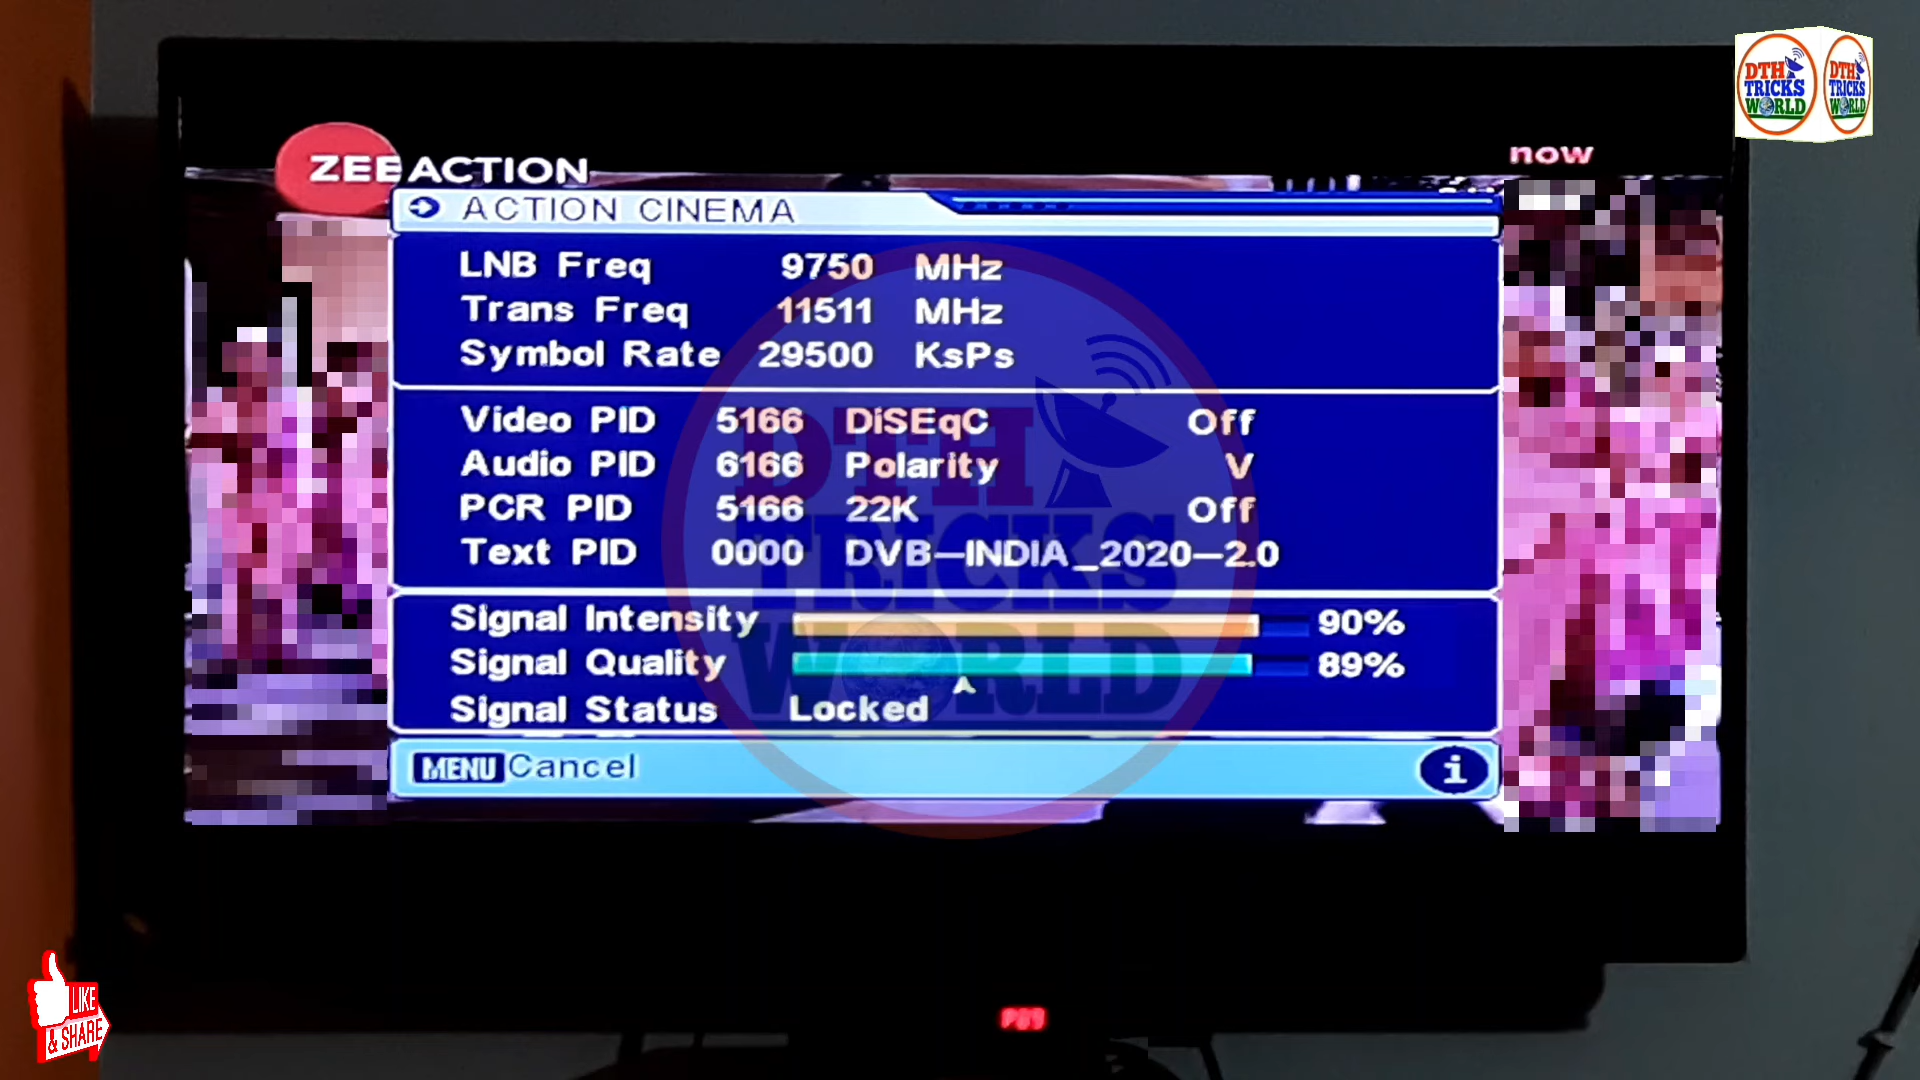 DTH
TRICKS
WORLD
DTH
TRICKS
WORLD
now
ZEE ACTION
ACTION CINEMA
LNB Freq 9750 MHz
Trans Freq 11511 MHz
Symbol Rate 29500 KsPs
Video PID 5166 DiSEqC Off
Audio PID 6166 Polarity V
PCR PID 5166 22K Off
Text PID 0000 DVB-INDIA_2020-2.0
DTH
TRICKS
WORLD
Signal Intensity 90%
Signal Quality 89%
Signal Status Locked
MENU Cancel i
LIKE
& SHARE